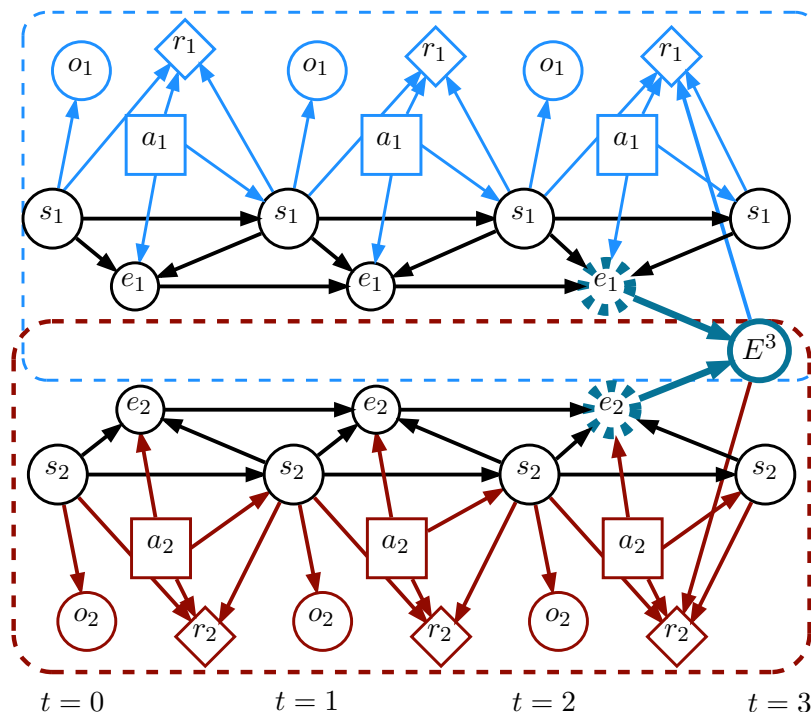 r₁ r₁ r₁
o₁ o₁ o₁
a₁ a₁ a₁
s₁ s₁ s₁ s₁
e₁ e₁ e₁
E³
e₂ e₂ e₂
s₂ s₂ s₂ s₂
a₂ a₂ a₂
o₂ o₂ o₂
r₂ r₂ r₂
t = 0 t = 1 t = 2 t = 3